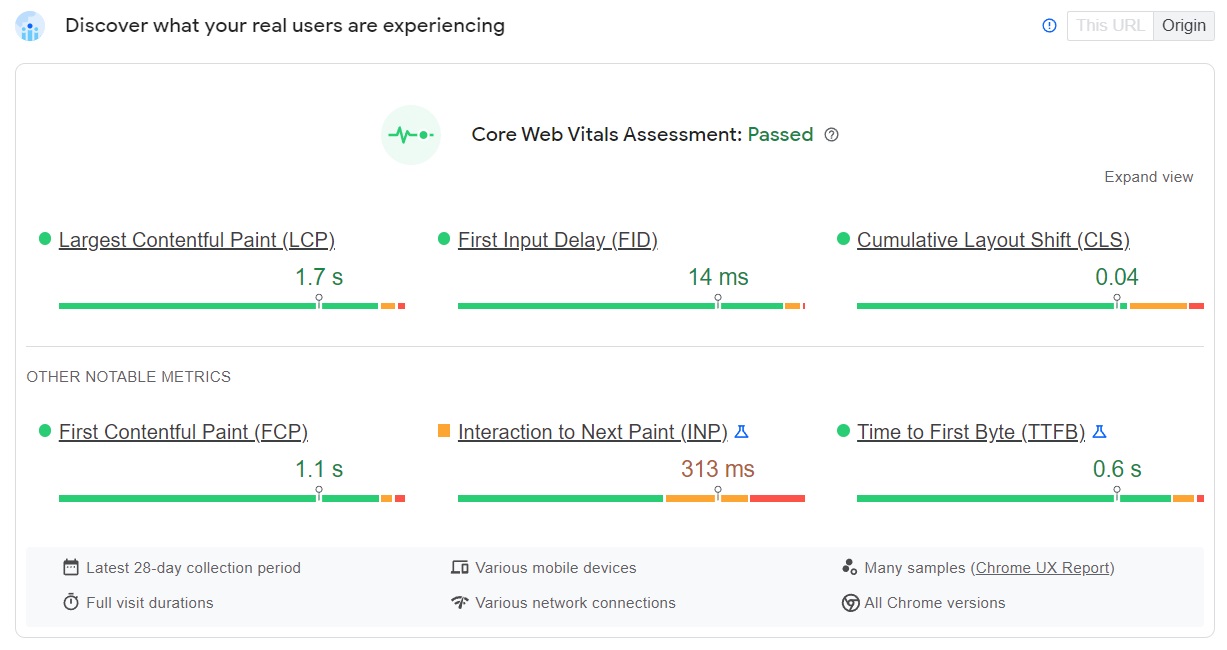 Discover what your real users are experiencing
This URL
Origin
Core Web Vitals Assessment: Passed
Expand view
Largest Contentful Paint (LCP)
1.7 s
First Input Delay (FID)
14 ms
Cumulative Layout Shift (CLS)
0.04
OTHER NOTABLE METRICS
First Contentful Paint (FCP)
1.1 s
Interaction to Next Paint (INP)
313 ms
Time to First Byte (TTFB)
0.6 s
Latest 28-day collection period
Various mobile devices
Many samples (Chrome UX Report)
Full visit durations
Various network connections
All Chrome versions